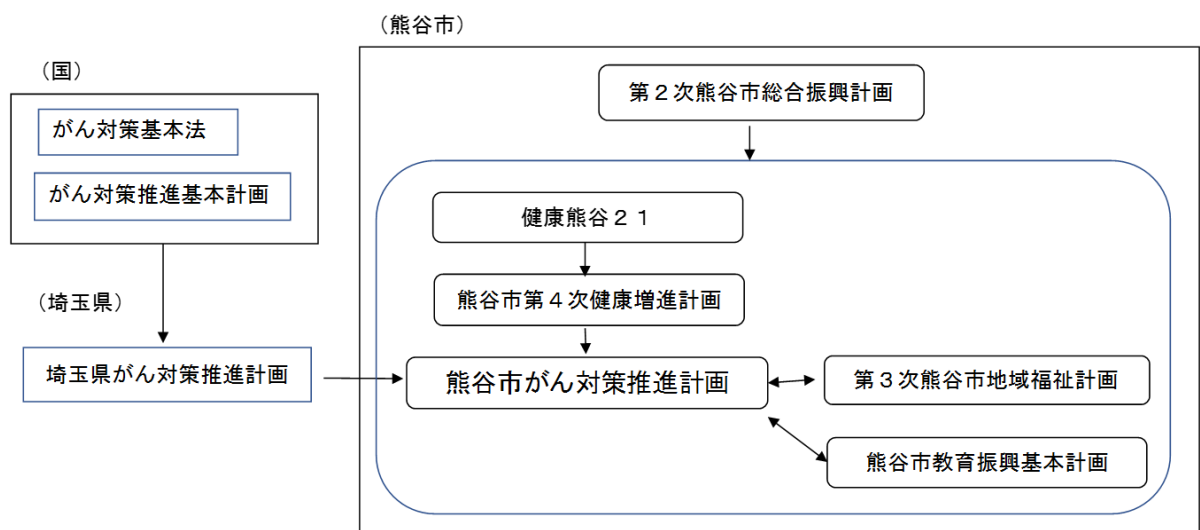 （国）
がん対策基本法
がん対策推進基本計画
（埼玉県）
埼玉県がん対策推進計画
（熊谷市）
第２次熊谷市総合振興計画
健康熊谷２１
熊谷市第４次健康増進計画
熊谷市がん対策推進計画
第３次熊谷市地域福祉計画
熊谷市教育振興基本計画